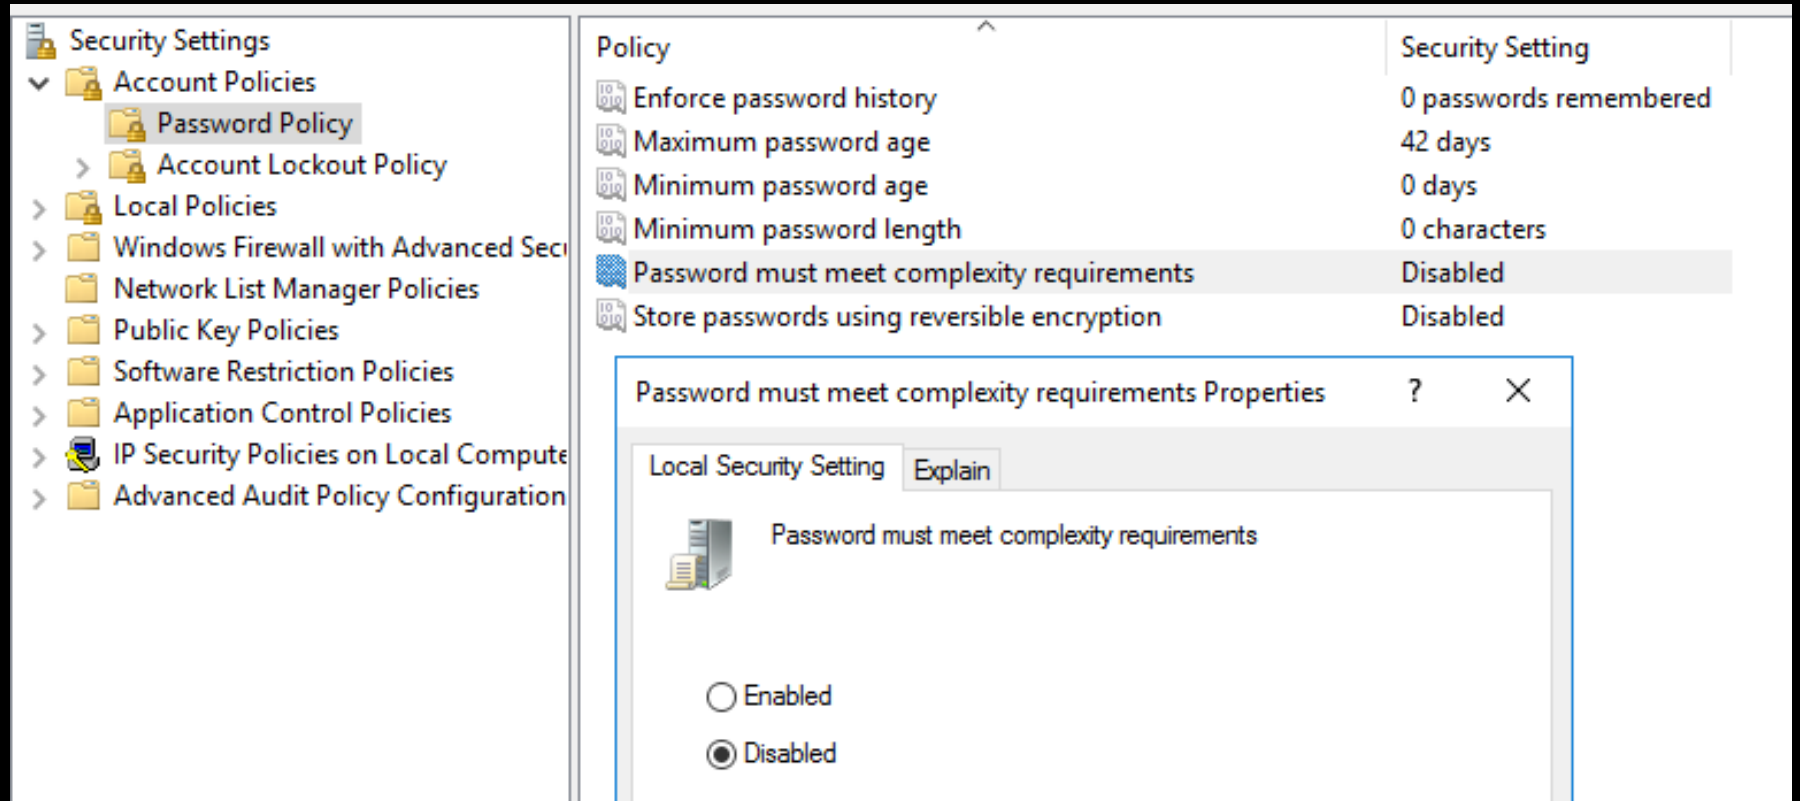 Security Settings
Account Policies
Password Policy
Account Lockout Policy
Local Policies
Windows Firewall with Advanced Secu
Network List Manager Policies
Public Key Policies
Software Restriction Policies
Application Control Policies
IP Security Policies on Local Compute
Advanced Audit Policy Configuration
Policy Security Setting
Enforce password history 0 passwords remembered
Maximum password age 42 days
Minimum password age 0 days
Minimum password length 0 characters
Password must meet complexity requirements Disabled
Store passwords using reversible encryption Disabled
Password must meet complexity requirements Properties ?
Local Security Setting Explain
Password must meet complexity requirements
Enabled
Disabled